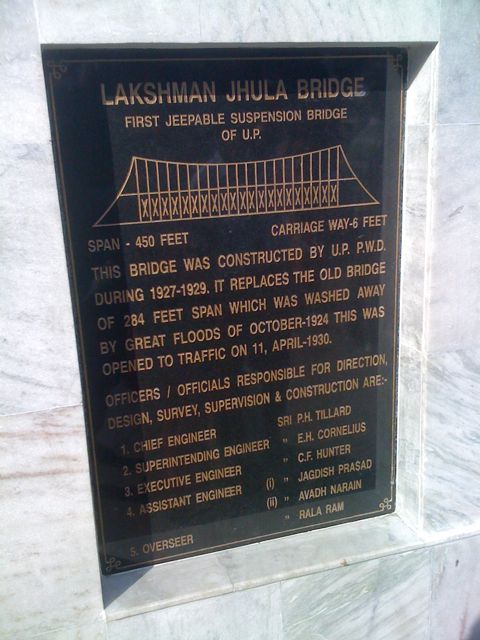 LAKSHMAN JHULA BRIDGE
FIRST JEEPABLE SUSPENSION BRIDGE
OF U.P.
SPAN - 450 FEET CARRIAGE WAY-6 FEET
THIS BRIDGE WAS CONSTRUCTED BY U.P. P.W.D.
DURING 1927-1929. IT REPLACES THE OLD BRIDGE
OF 284 FEET SPAN WHICH WAS WASHED AWAY
BY GREAT FLOODS OF OCTOBER-1924 THIS WAS
OPENED TO TRAFFIC ON 11, APRIL-1930.
OFFICERS / OFFICIALS RESPONSIBLE FOR DIRECTION,
DESIGN, SURVEY, SUPERVISION & CONSTRUCTION ARE:-
1. CHIEF ENGINEER SRI P.H. TILLARD
2. SUPERINTENDING ENGINEER " E.H. CORNELIUS
3. EXECUTIVE ENGINEER " C.F. HUNTER
4. ASSISTANT ENGINEER (i) " JAGDISH PRASAD
(ii) " AVADH NARAIN
5. OVERSEER " RALA RAM